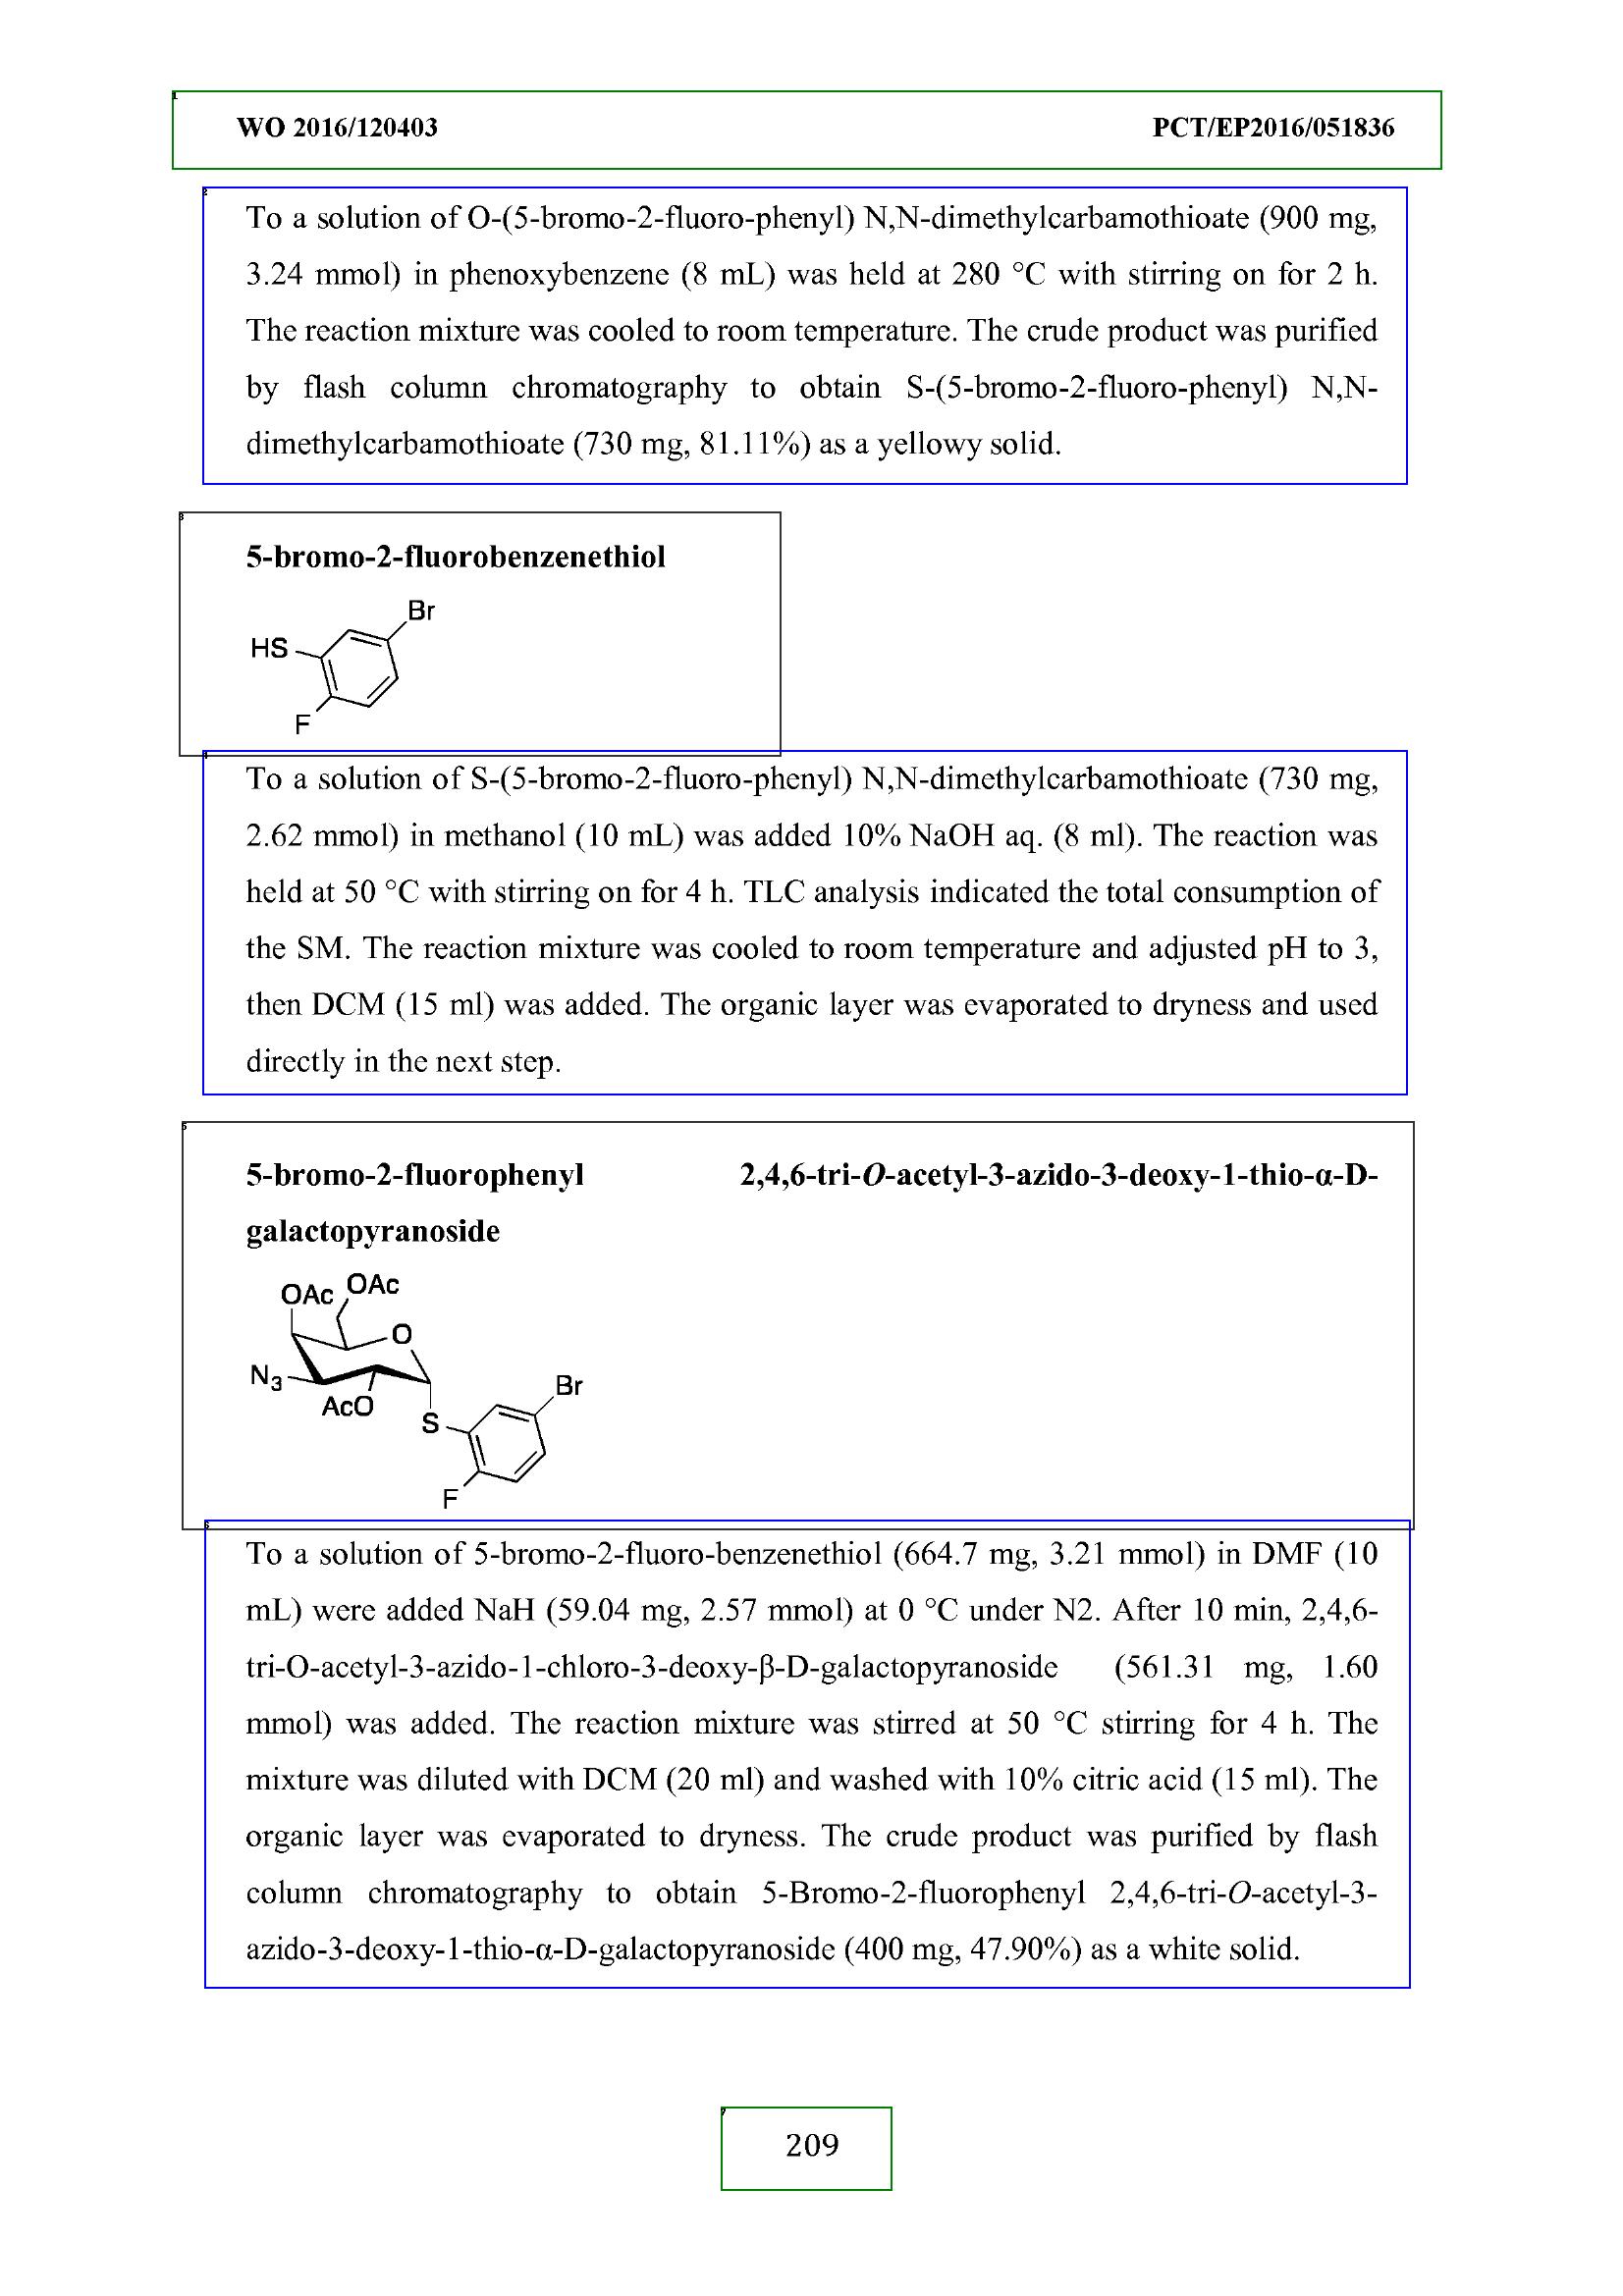 WO 2016/120403 PCT/EP2016/051836
To a solution of O-(5-bromo-2-fluoro-phenyl) N,N-dimethylcarbamothioate (900 mg,
3.24 mmol) in phenoxybenzene (8 mL) was held at 280 °C with stirring on for 2 h.
The reaction mixture was cooled to room temperature. The crude product was purified
by flash column chromatography to obtain S-(5-bromo-2-fluoro-phenyl) N,N-
dimethylcarbamothioate (730 mg, 81.11%) as a yellowy solid.
5-bromo-2-fluorobenzenethiol
Br
HS
F
To a solution of S-(5-bromo-2-fluoro-phenyl) N,N-dimethylcarbamothioate (730 mg,
2.62 mmol) in methanol (10 mL) was added 10% NaOH aq. (8 ml). The reaction was
held at 50 °C with stirring on for 4 h. TLC analysis indicated the total consumption of
the SM. The reaction mixture was cooled to room temperature and adjusted pH to 3,
then DCM (15 ml) was added. The organic layer was evaporated to dryness and used
directly in the next step.
5-bromo-2-fluorophenyl 2,4,6-tri-O-acetyl-3-azido-3-deoxy-1-thio-α-D-
galactopyranoside
OAc OAc
O
N3
AcO
Br
S
F
To a solution of 5-bromo-2-fluoro-benzenethiol (664.7 mg, 3.21 mmol) in DMF (10
mL) were added NaH (59.04 mg, 2.57 mmol) at 0 °C under N2. After 10 min, 2,4,6-
tri-O-acetyl-3-azido-1-chloro-3-deoxy-β-D-galactopyranoside (561.31 mg, 1.60
mmol) was added. The reaction mixture was stirred at 50 °C stirring for 4 h. The
mixture was diluted with DCM (20 ml) and washed with 10% citric acid (15 ml). The
organic layer was evaporated to dryness. The crude product was purified by flash
column chromatography to obtain 5-Bromo-2-fluorophenyl 2,4,6-tri-O-acetyl-3-
azido-3-deoxy-1-thio-α-D-galactopyranoside (400 mg, 47.90%) as a white solid.
209